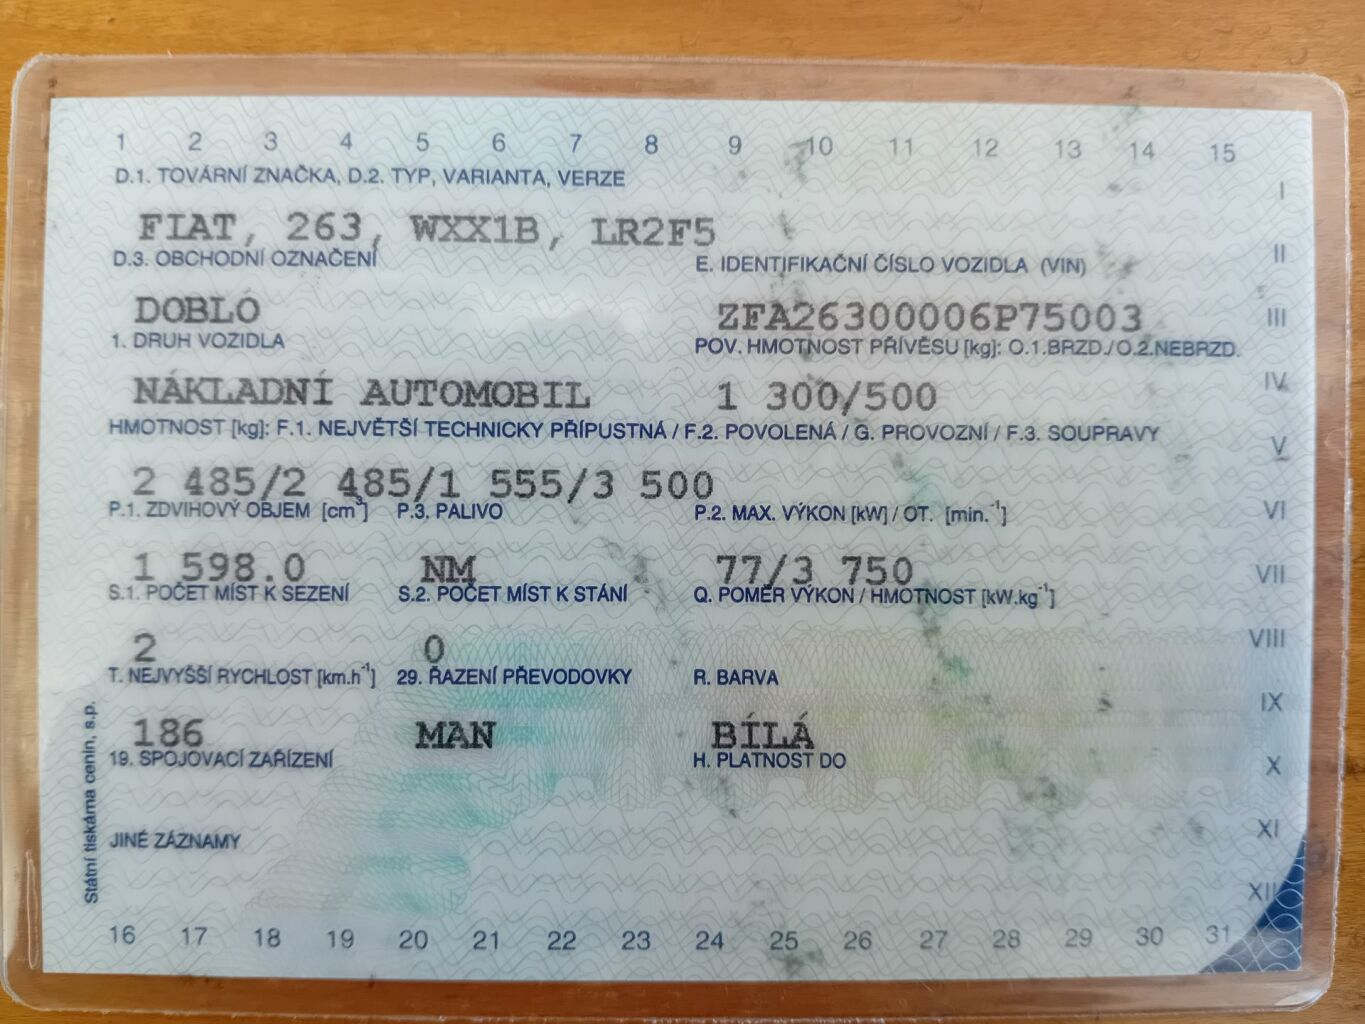 1 2 3 4 5 6 7 8 9 10 11 12 13 14 15
D.1. TOVÁRNÍ ZNAČKA, D.2. TYP, VARIANTA, VERZE
I
FIAT, 263, WXX1B, LR2F5
D.3. OBCHODNÍ OZNAČENÍ E. IDENTIFIKAČNÍ ČÍSLO VOZIDLA (VIN)
II
DOBLO ZFA26300006P75003
III
1. DRUH VOZIDLA POV. HMOTNOST PŘÍVĚSU [kg]: O.1.BRZD./O.2.NEBRZD.
NÁKLADNÍ AUTOMOBIL 1 300/500
IV
HMOTNOST [kg]: F.1. NEJVĚTŠÍ TECHNICKY PŘÍPUSTNÁ / F.2. POVOLENÁ / G. PROVOZNÍ / F.3. SOUPRAVY
V
2 485/2 485/1 555/3 500
P.1. ZDVIHOVÝ OBJEM [cm³] P.3. PALIVO P.2. MAX. VÝKON [kW] / OT. [min.⁻¹]
VI
1 598.0 NM 77/3 750
VII
S.1. POČET MÍST K SEZENÍ S.2. POČET MÍST K STÁNÍ Q. POMĚR VÝKON / HMOTNOST [kW.kg⁻¹]
VIII
2 0
T. NEJVYŠŠÍ RYCHLOST [km.h⁻¹] 29. ŘAZENÍ PŘEVODOVKY R. BARVA
IX
186 MAN BÍLÁ
19. SPOJOVACÍ ZAŘÍZENÍ H. PLATNOST DO
X
JINÉ ZÁZNAMY
XI
XII
16 17 18 19 20 21 22 23 24 25 26 27 28 29 30 31
Státní tiskárna cenin, s.p.